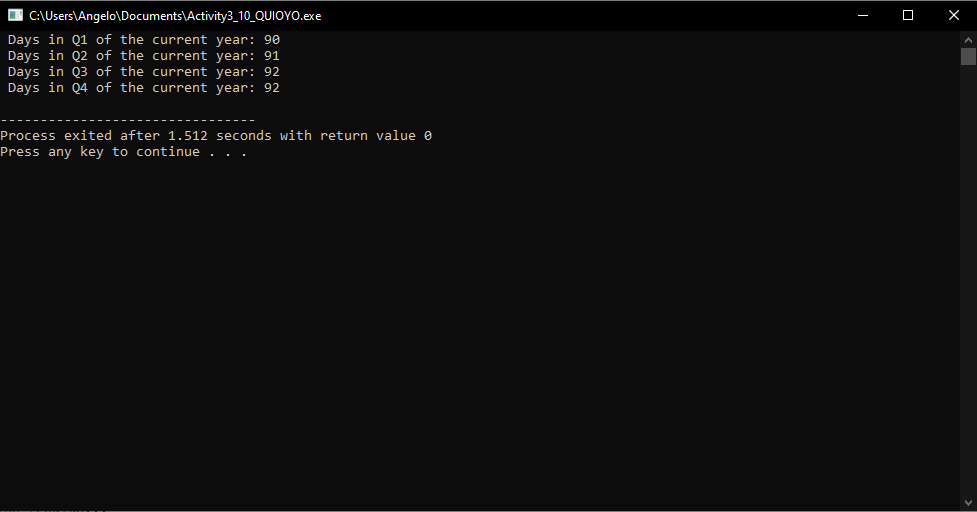 C:\Users\Angelo\Documents\Activity3_10_QUIOYO.exe
Days in Q1 of the current year: 90
Days in Q2 of the current year: 91
Days in Q3 of the current year: 92
Days in Q4 of the current year: 92
--------------------------------
Process exited after 1.512 seconds with return value 0
Press any key to continue . . .